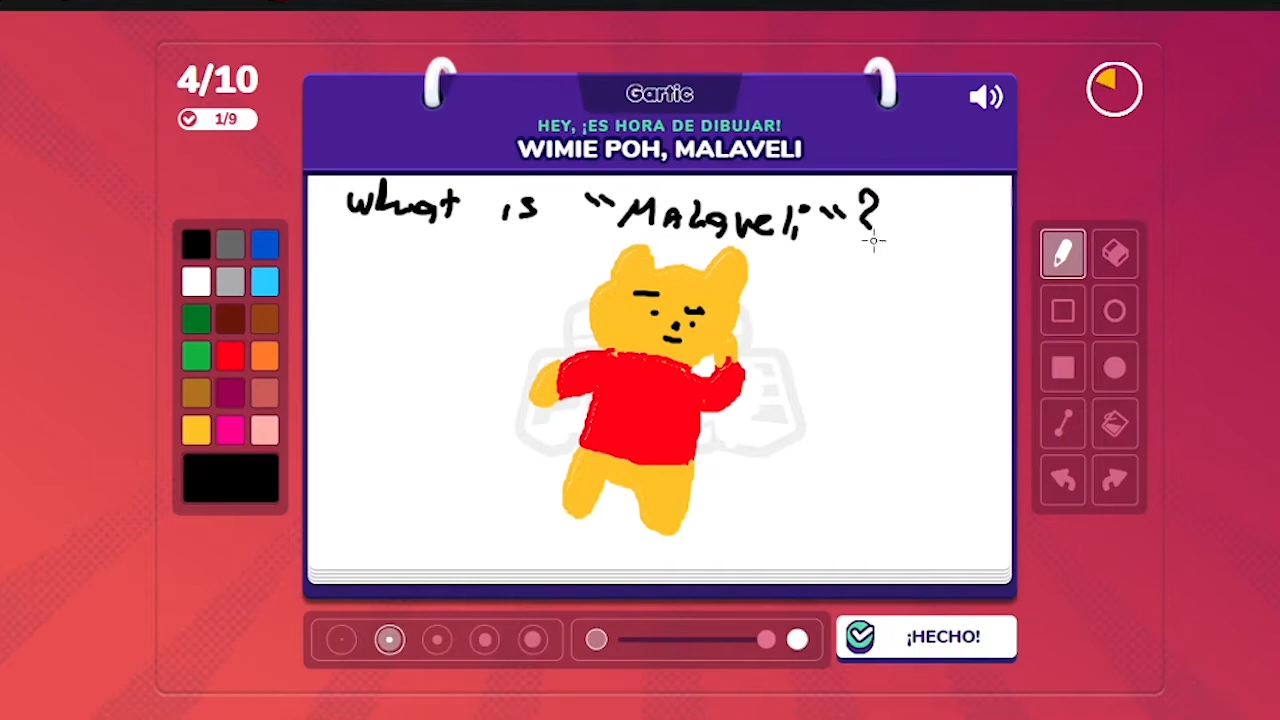 4/10
1/9
Gartic
HEY, ¡ES HORA DE DIBUJAR!
WIMIE POH, MALAVELI
what is "Malaveli"?
¡HECHO!